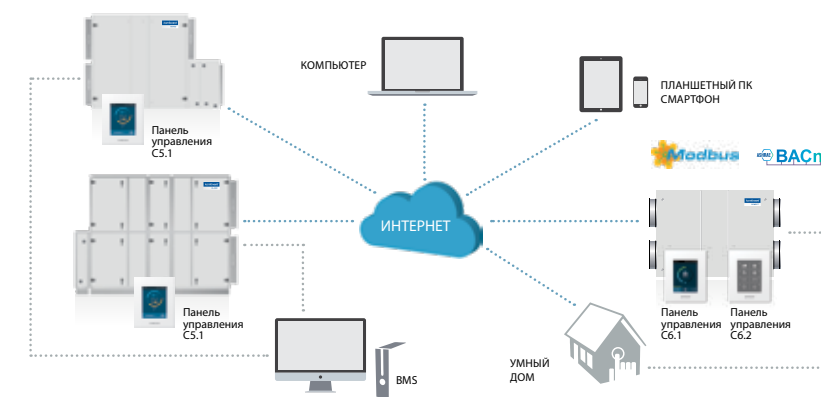 КОМПЬЮТЕР
ПЛАНШЕТНЫЙ ПК
СМАРТФОН
Панель
управления
C5.1
Modbus
BACn
ИНТЕРНЕТ
Панель
управления
C5.1
Панель
управления
C6.1
Панель
управления
C6.2
УМНЫЙ
ДОМ
BMS